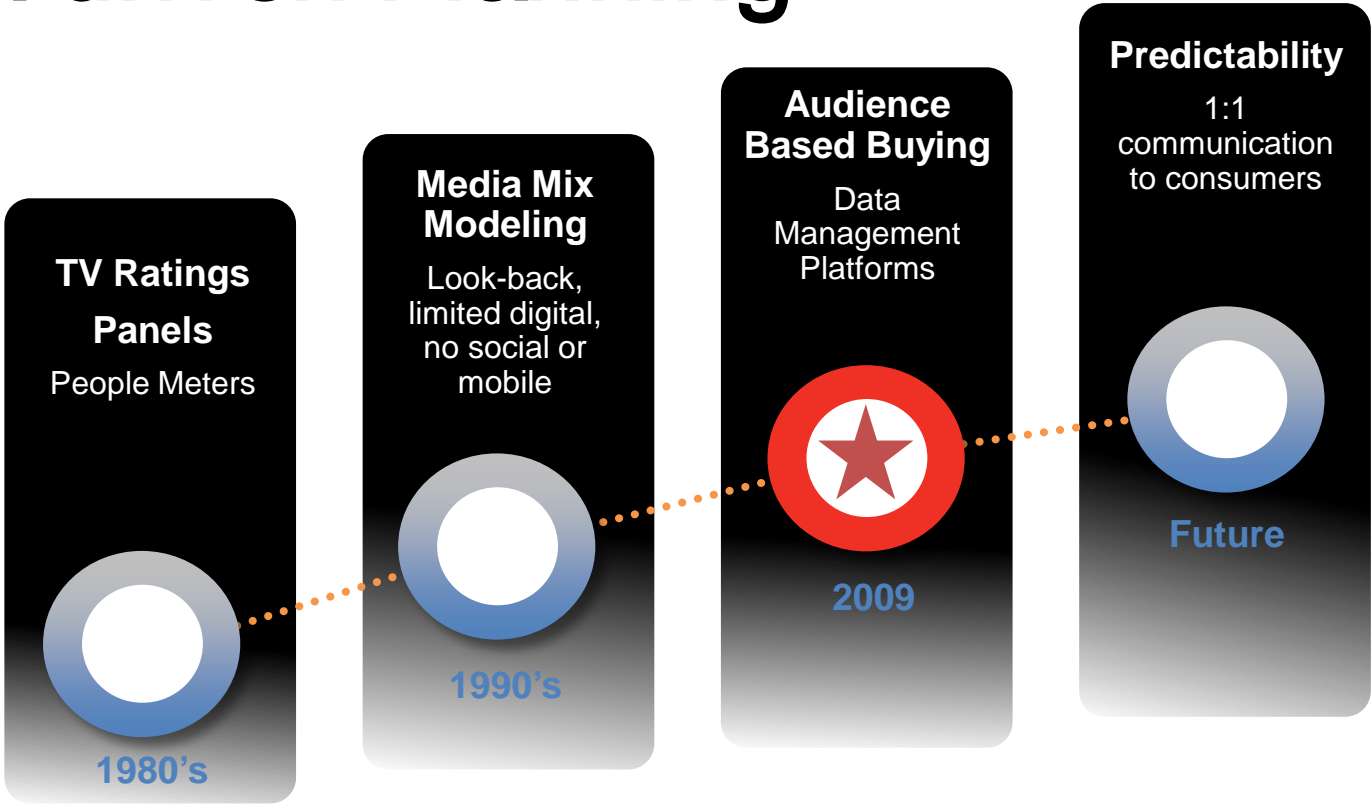 TV Ratings
Panels
People Meters
1980’s
Media Mix
Modeling
Look-back,
limited digital,
no social or
mobile
1990’s
Audience
Based Buying
Data
Management
Platforms
2009
Predictability
1:1
communication
to consumers
Future